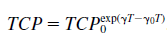 TCP = TCP₀^exp(γT−γ₀T)